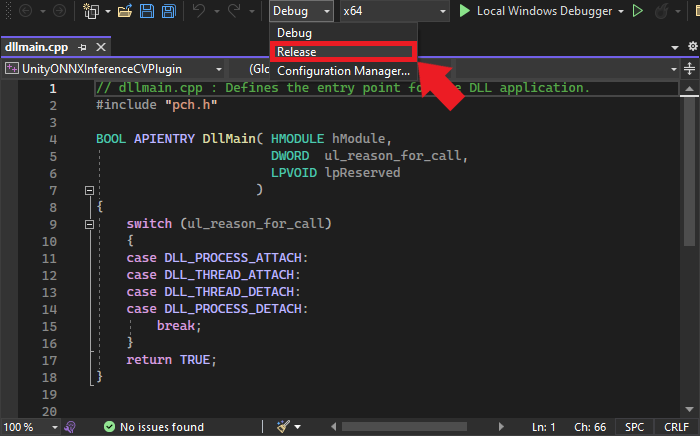 Debug x64 Local Windows Debugger
Debug
Release
Configuration Manager...
dllmain.cpp
UnityONNXInferenceCVPlugin (Glo
1 // dllmain.cpp : Defines the entry point fo e DLL application.
2 #include "pch.h"
3
4 BOOL APIENTRY DllMain( HMODULE hModule,
5 DWORD ul_reason_for_call,
6 LPVOID lpReserved
7 )
8 {
9 switch (ul_reason_for_call)
10 {
11 case DLL_PROCESS_ATTACH:
12 case DLL_THREAD_ATTACH:
13 case DLL_THREAD_DETACH:
14 case DLL_PROCESS_DETACH:
15 break;
16 }
17 return TRUE;
18 }
19
20
100 % No issues found Ln: 1 Ch: 66 SPC CRLF